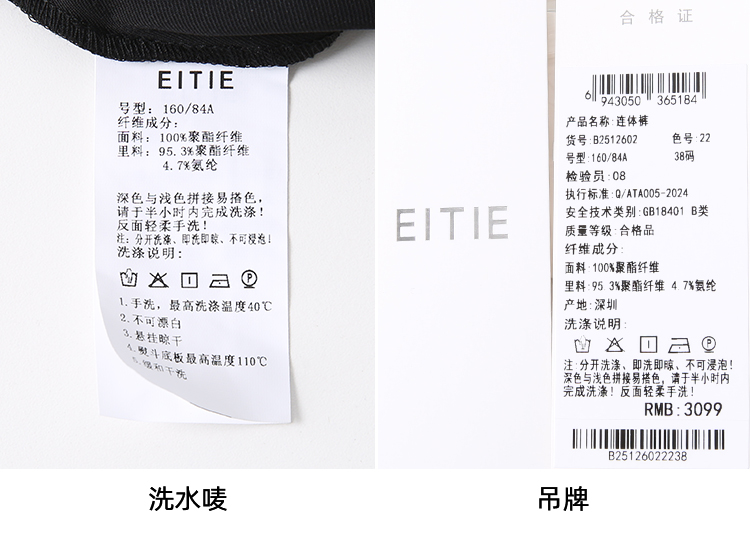 EITIE
号型: 160/84A
纤维成分:
面料: 100%聚酯纤维
里料: 95.3%聚酯纤维
4.7%氨纶
深色与浅色拼接易搭色,
请于半小时内完成洗涤!
反面轻柔手洗!
注: 分开洗涤、即洗即晾、不可浸泡!
洗涤说明:
P
1.手洗, 最高洗涤温度40℃
2.不可漂白
3.悬挂晾干
4.熨斗底板最高温度110℃
5.缓和干洗
洗水唛
EITIE
合格证
6 943050 365184
产品名称:连体裤
货号:B2512602 色号:22
号型:160/84A 38码
检验员:08
执行标准:Q/ATA005-2024
安全技术类别:GB18401 B类
质量等级:合格品
纤维成分:
面料:100%聚酯纤维
里料:95 3%聚酯纤维 4.7%氨纶
产地:深圳
洗涤说明:
P
注:分开洗涤、即洗即晾、不可浸泡!
深色与浅色拼接易搭色, 请于半小时内
完成洗涤! 反面轻柔手洗!
RMB:3099
B25126022238
吊牌